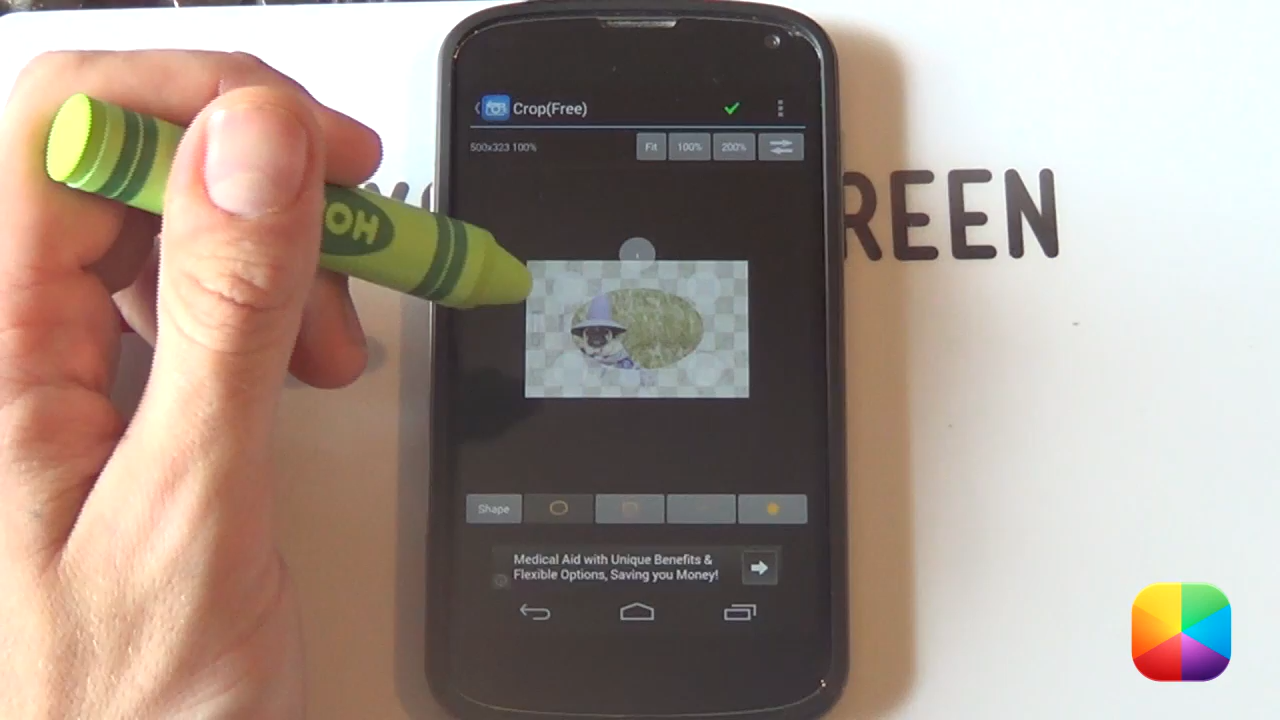 Crop(Free)
500x323 100%
Fit
100%
200%
REEN
HO
Shape
Medical Aid with Unique Benefits &
Flexible Options, Saving you Money!